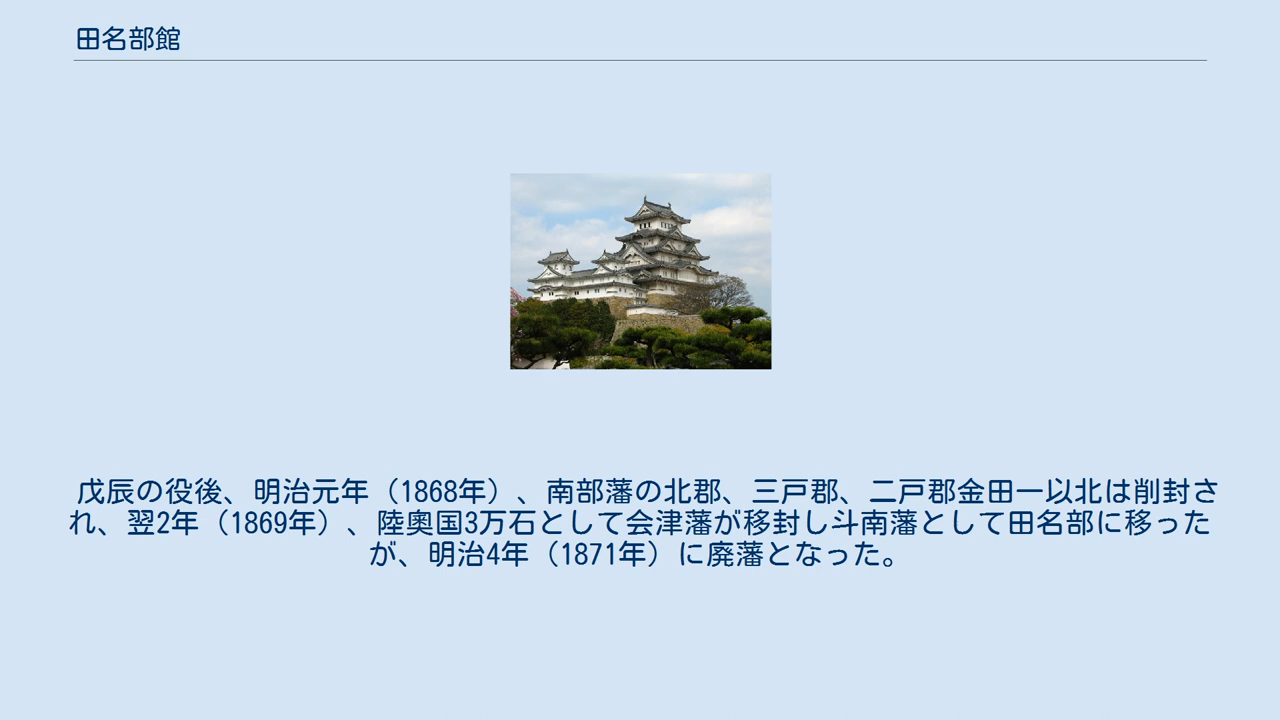 田名部館
戊辰の役後、明治元年（1868年）、南部藩の北郡、三戸郡、二戸郡金田一以北は削封さ
れ、翌2年（1869年）、陸奧国3万石として会津藩が移封し斗南藩として田名部に移った
が、明治4年（1871年）に廃藩となった。